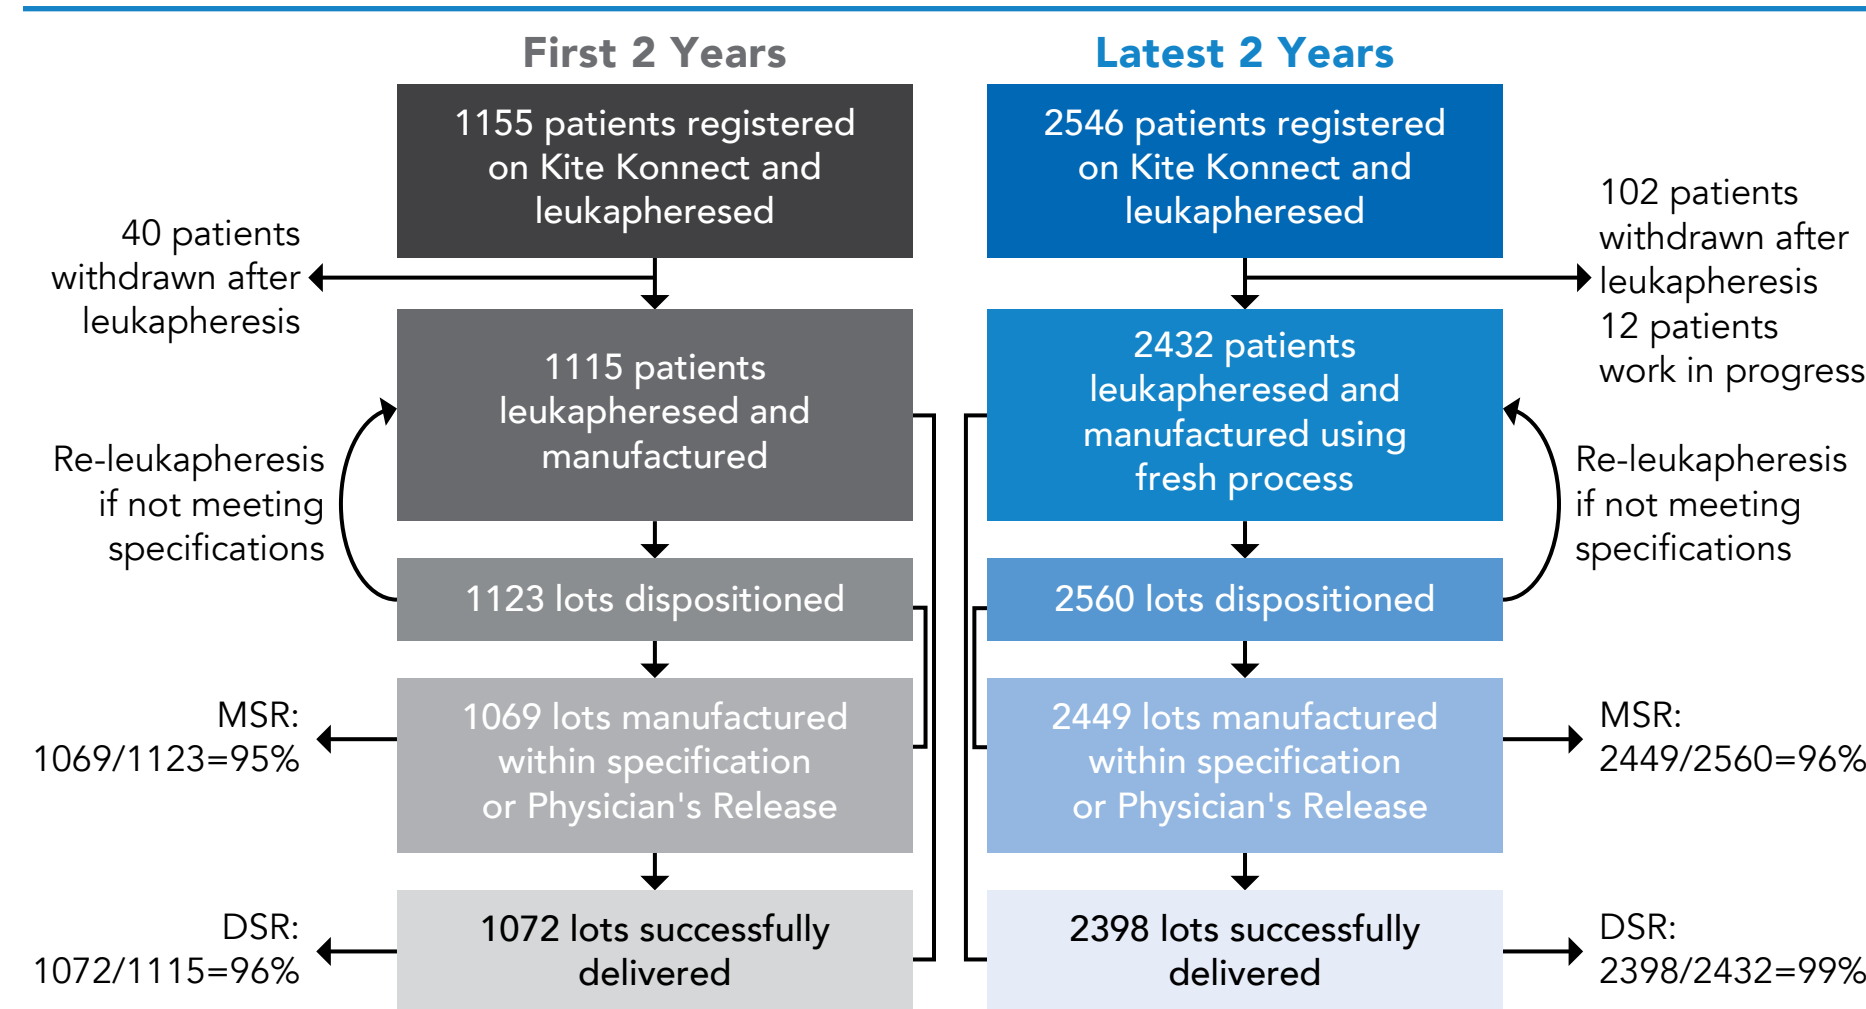 First 2 Years
1155 patients registered
on Kite Konnect and
leukapheresed
40 patients
withdrawn after
leukapheresis
1115 patients
leukapheresed and
manufactured
Re-leukapheresis
if not meeting
specifications
1123 lots dispositioned
1069 lots manufactured
within specification
or Physician's Release
MSR:
1069/1123=95%
1072 lots successfully
delivered
DSR:
1072/1115=96%
Latest 2 Years
2546 patients registered
on Kite Konnect and
leukapheresed
102 patients
withdrawn after
leukapheresis
12 patients
work in progress
2432 patients
leukapheresed and
manufactured using
fresh process
Re-leukapheresis
if not meeting
specifications
2560 lots dispositioned
2449 lots manufactured
within specification
or Physician's Release
MSR:
2449/2560=96%
2398 lots successfully
delivered
DSR:
2398/2432=99%